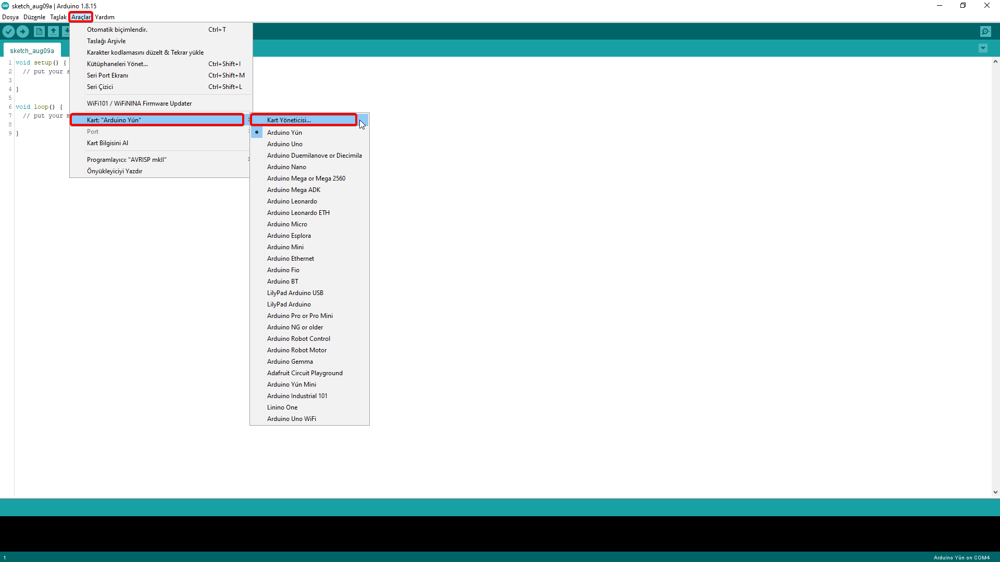 sketch_aug09a | Arduino 1.8.15
Dosya Düzenle Taşlak Araçlar Yardım
sketch_aug09a
1 void setup() {
2 // put your s
3
4 }
5
6 void loop() {
7 // put your m
8
9 }
Otomatik biçimlendir. Ctrl+T
Taslağı Arşivle
Karakter kodlamasını düzelt & Tekrar yükle
Kütüphaneleri Yönet... Ctrl+Shift+I
Seri Port Ekranı Ctrl+Shift+M
Seri Çizici Ctrl+Shift+L
WiFi101 / WiFiNINA Firmware Updater
Kart: "Arduino Yún"
Port
Kart Bilgisini Al
Programlayıcı: "AVRISP mkII"
Önyükleyiciyi Yazdır
Kart Yöneticisi...
Arduino Yún
Arduino Uno
Arduino Duemilanove or Diecimila
Arduino Nano
Arduino Mega or Mega 2560
Arduino Mega ADK
Arduino Leonardo
Arduino Leonardo ETH
Arduino Micro
Arduino Esplora
Arduino Mini
Arduino Ethernet
Arduino Fio
Arduino BT
LilyPad Arduino USB
LilyPad Arduino
Arduino Pro or Pro Mini
Arduino NG or older
Arduino Robot Control
Arduino Robot Motor
Arduino Gemma
Adafruit Circuit Playground
Arduino Yún Mini
Arduino Industrial 101
Linino One
Arduino Uno WiFi
1
Arduino Yún on COM4